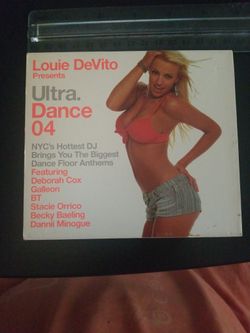 Louie DeVito
Presents
Ultra.
Dance
04
NYC's Hottest DJ
Brings You The Biggest
Dance Floor Anthems
Featuring
Deborah Cox
Galleon
BT
Stacie Orrico
Becky Baeling
Dannii Minogue